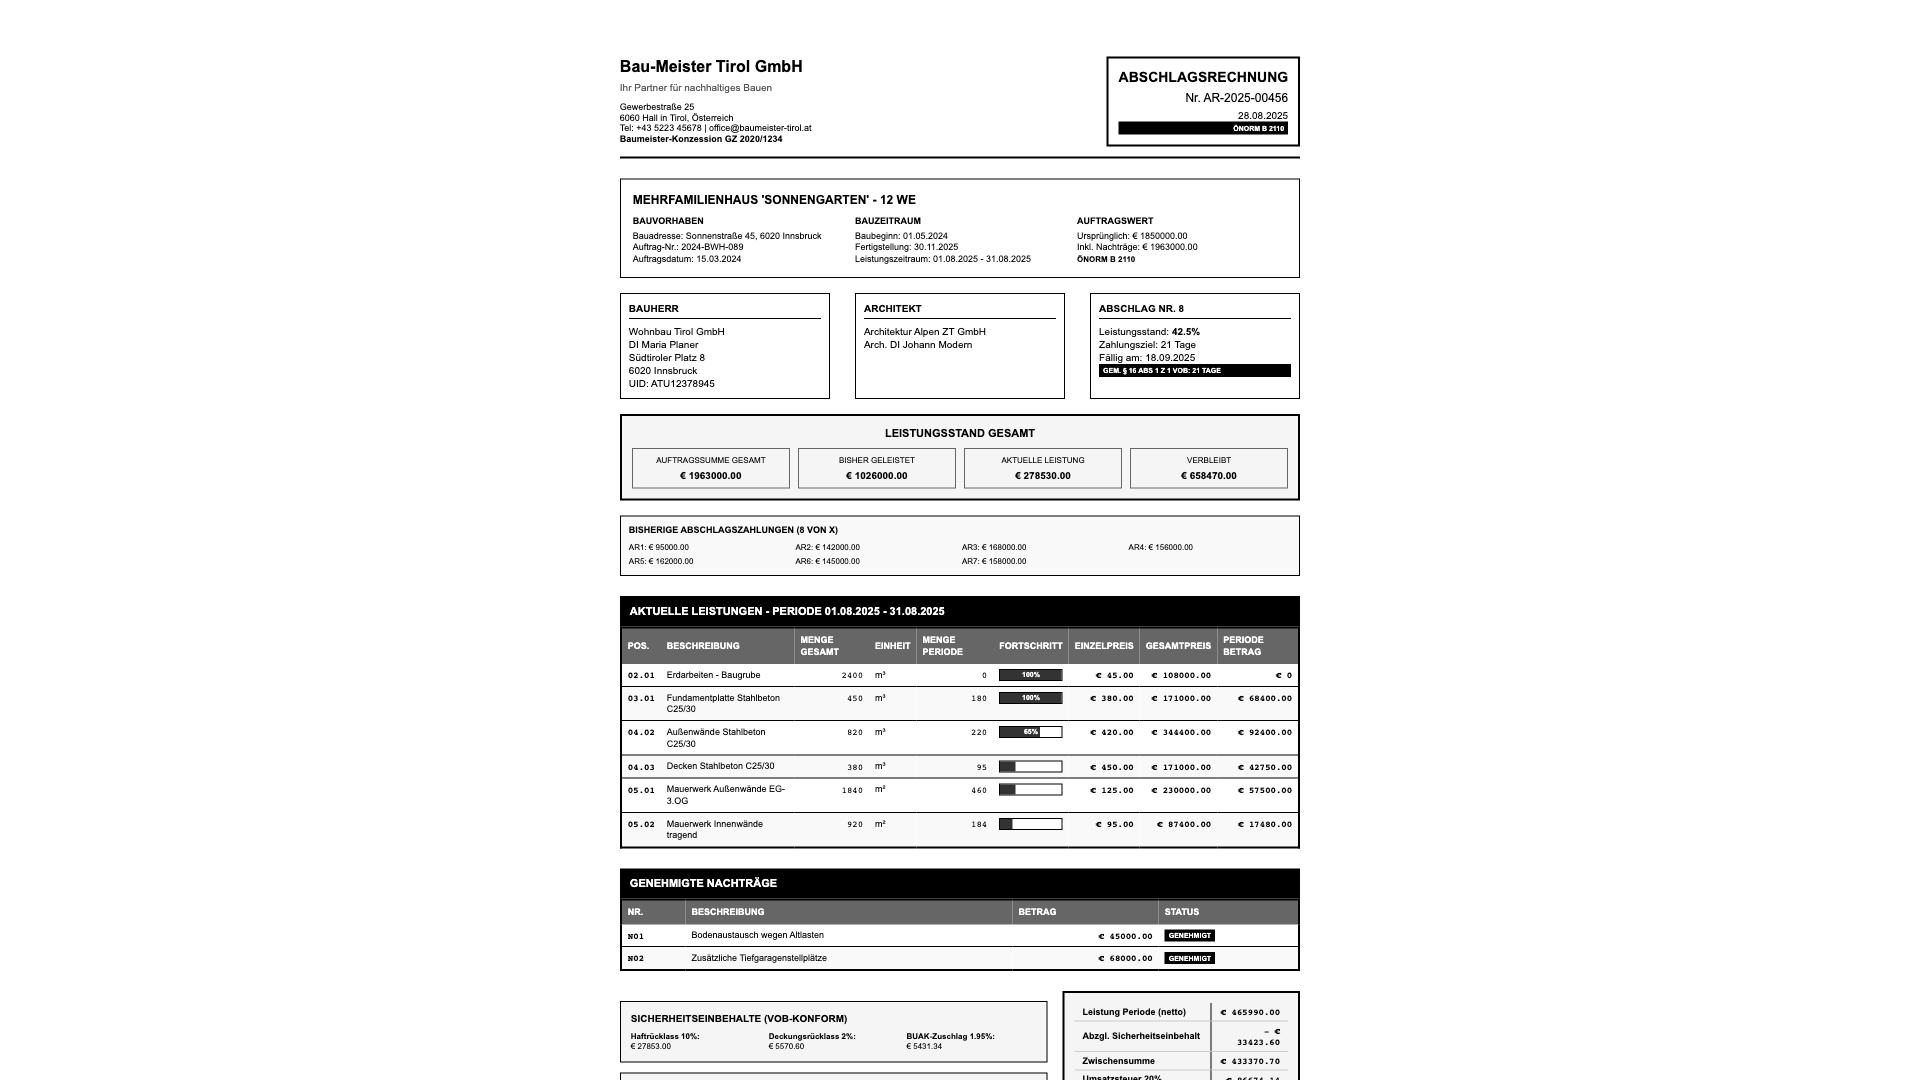 Bau-Meister Tirol GmbH
Ihr Partner für nachhaltiges Bauen
Gewerbestraße 25
6060 Hall in Tirol, Österreich
Tel: +43 5223 45678 | office@baumeister-tirol.at
Baumeister-Konzession GZ 2020/1234
ABSCHLAGSRECHNUNG
Nr. AR-2025-00456
28.08.2025
ÖNORM B 2110
MEHRFAMILIENHAUS 'SONNENGARTEN' - 12 WE
BAUVORHABEN
Bauadresse: Sonnenstraße 45, 6020 Innsbruck
Auftrag-Nr.: 2024-BWH-089
Auftragsdatum: 15.03.2024
BAUZEITRAUM
Baubeginn: 01.05.2024
Fertigstellung: 30.11.2025
Leistungszeitraum: 01.08.2025 - 31.08.2025
AUFTRAGSWERT
Ursprünglich: € 1850000.00
Inkl. Nachträge: € 1963000.00
ÖNORM B 2110
BAUHERR
Wohnbau Tirol GmbH
DI Maria Planer
Südtiroler Platz 8
6020 Innsbruck
UID: ATU12378945
ARCHITEKT
Architektur Alpen ZT GmbH
Arch. DI Johann Modern
ABSCHLAG NR. 8
Leistungsstand: 42.5%
Zahlungsziel: 21 Tage
Fällig am: 18.09.2025
GEM. § 16 ABS 1 Z 1 VOB: 21 TAGE
LEISTUNGSSTAND GESAMT
AUFTRAGSSUMME GESAMT
€ 1963000.00
BISHER GELEISTET
€ 1026000.00
AKTUELLE LEISTUNG
€ 278530.00
VERBLEIBT
€ 658470.00
BISHERIGE ABSCHLAGSZAHLUNGEN (8 VON X)
AR1: € 95000.00 AR2: € 142000.00 AR3: € 168000.00 AR4: € 156000.00
AR5: € 162000.00 AR6: € 145000.00 AR7: € 158000.00
AKTUELLE LEISTUNGEN - PERIODE 01.08.2025 - 31.08.2025
POS. BESCHREIBUNG MENGE GESAMT EINHEIT MENGE PERIODE FORTSCHRITT EINZELPREIS GESAMTPREIS PERIODE BETRAG
02.01 Erdarbeiten - Baugrube 2400 m³ 0 100% € 45.00 € 108000.00 € 0
03.01 Fundamentplatte Stahlbeton C25/30 450 m³ 180 100% € 380.00 € 171000.00 € 68400.00
04.02 Außenwände Stahlbeton C25/30 820 m³ 220 65% € 420.00 € 344400.00 € 92400.00
04.03 Decken Stahlbeton C25/30 380 m³ 95 € 450.00 € 171000.00 € 42750.00
05.01 Mauerwerk Außenwände EG-3.OG 1840 m² 460 € 125.00 € 230000.00 € 57500.00
05.02 Mauerwerk Innenwände tragend 920 m² 184 € 95.00 € 87400.00 € 17480.00
GENEHMIGTE NACHTRÄGE
NR. BESCHREIBUNG BETRAG STATUS
N01 Bodenaustausch wegen Altlasten € 45000.00 GENEHMIGT
N02 Zusätzliche Tiefgaragenstellplätze € 68000.00 GENEHMIGT
SICHERHEITSEINBEHALTE (VOB-KONFORM)
Haftrücklass 10%: Deckungsrücklass 2%: BUAK-Zuschlag 1.95%:
€ 27853.00 € 5570.60 € 5431.34
Leistung Periode (netto) € 465990.00
Abzgl. Sicherheitseinbehalt – € 33423.60
Zwischensumme € 433370.70
Umsatzsteuer 20%